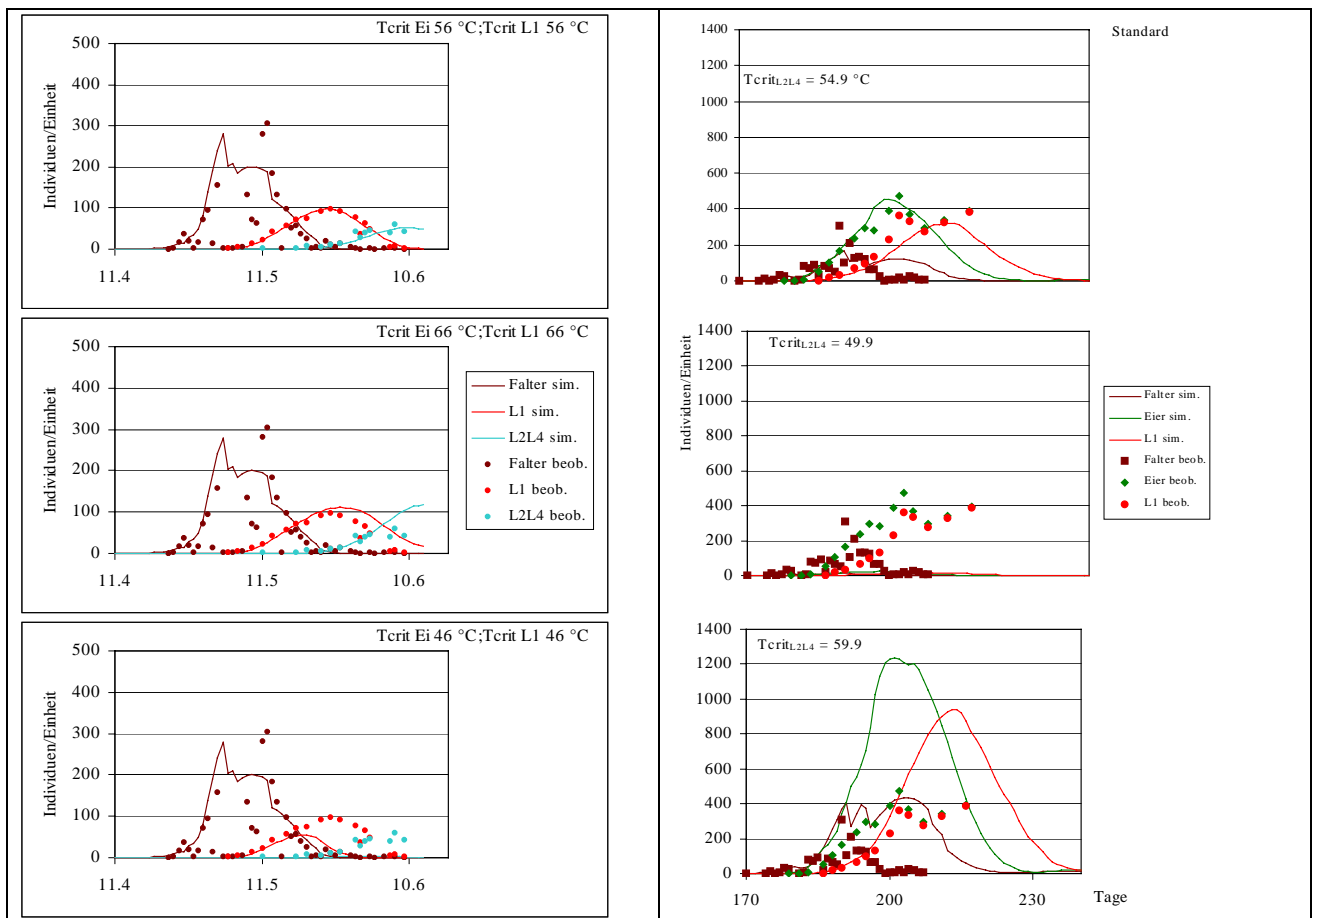 Tcrit Ei 56 °C;Tcrit L1 56 °C
Individuen/Einheit
500
400
300
200
100
0
11.4 11.5 10.6
Tcrit Ei 66 °C;Tcrit L1 66 °C
Individuen/Einheit
500
400
300
200
100
0
11.4 11.5 10.6
Falter sim.
L1 sim.
L2L4 sim.
Falter beob.
L1 beob.
L2L4 beob.
Tcrit Ei 46 °C;Tcrit L1 46 °C
Individuen/Einheit
500
400
300
200
100
0
11.4 11.5 10.6
Standard
TcritL2L4 = 54.9 °C
1400
1200
1000
800
600
400
200
0
TcritL2L4 = 49.9
Individuen/Einheit
1400
1200
1000
800
600
400
200
0
Falter sim.
Eier sim.
L1 sim.
Falter beob.
Eier beob.
L1 beob.
TcritL2L4 = 59.9
1400
1200
1000
800
600
400
200
0
170 200 230 Tage